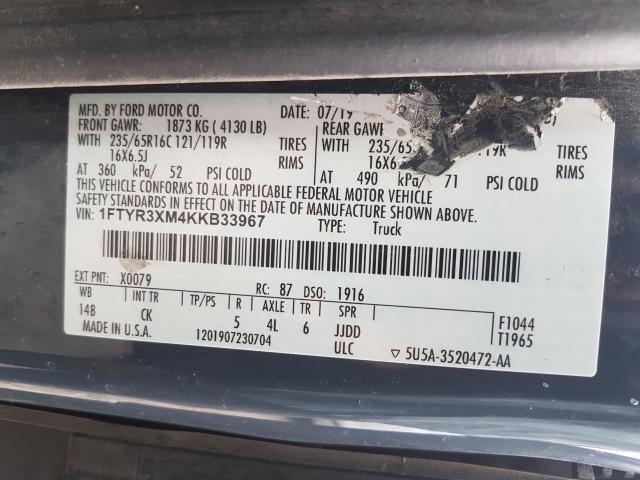 MFD. BY FORD MOTOR CO.
DATE: 07/19
FRONT GAWR: 1873 KG ( 4130 LB)
REAR GAWR
WITH 235/65R16C 121/119R TIRES
WITH 235/65 119R
16X6.5J RIMS
16X6
AT 360 kPa/ 52 PSI COLD
AT 490 kPa/ 71 PSI COLD
THIS VEHICLE CONFORMS TO ALL APPLICABLE FEDERAL MOTOR VEHICLE
SAFETY STANDARDS IN EFFECT ON THE DATE OF MANUFACTURE SHOWN ABOVE.
1FTYR3XM4KKB33967
TYPE: Truck
EXT PNT: X0079 RC: 87 DSO: 1916
WB INT TR TP/PS R AXLE TR SPR
148 CK 5 4L 6 JJDD
F1044
T1965
MADE IN U.S.A. 1201907230704 ULC ▽ 5U5A-3520472-AA